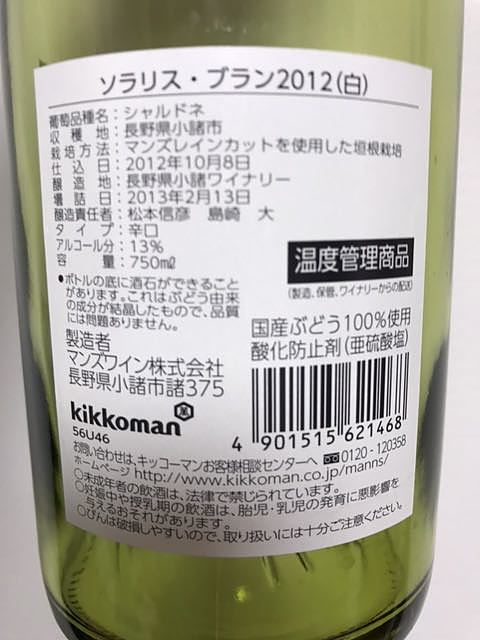 ソラリス・ブラン2012(白)
葡萄品種名：シャルドネ
収穫地：長野県小諸市
栽培方法：マンズレインカットを使用した垣根栽培
仕込日：2012年10月8日
醸造地：長野県小諸ワイナリー
壜詰日：2013年2月13日
醸造責任者：松本信彦 島崎 大
タイプ：辛口
アルコール分：13%
容量：750mℓ
●ボトルの底に酒石ができること
があります。これはぶどう由来
の成分が結晶したもので、品質
には問題ありません。
温度管理商品
(製造、保管、ワイナリーからの配送)
製造者
マンズワイン株式会社
長野県小諸市諸375
国産ぶどう100%使用
酸化防止剤(亜硫酸塩)
kikkoman
56U46
4 901515 621468
お問い合わせは、キッコーマンお客様相談センターへ 0120-120358
ホームページ http://www.kikkoman.co.jp/manns/
○未成年者の飲酒は、法律で禁じられています。
○妊娠中や授乳期の飲酒は、胎児・乳児の発育に悪影響を
与えるおそれがあります。
○びんは破損しやすいので、取り扱いには十分ご注意ください。